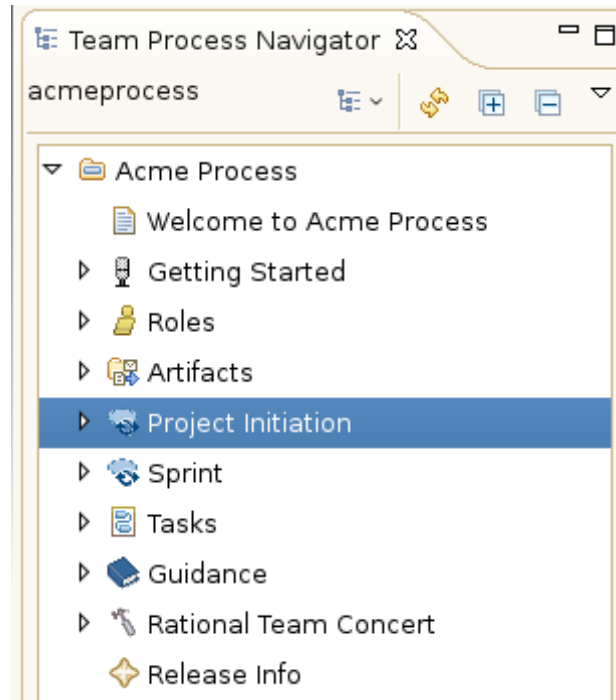 Team Process Navigator
acmeprocess
Acme Process
Welcome to Acme Process
Getting Started
Roles
Artifacts
Project Initiation
Sprint
Tasks
Guidance
Rational Team Concert
Release Info